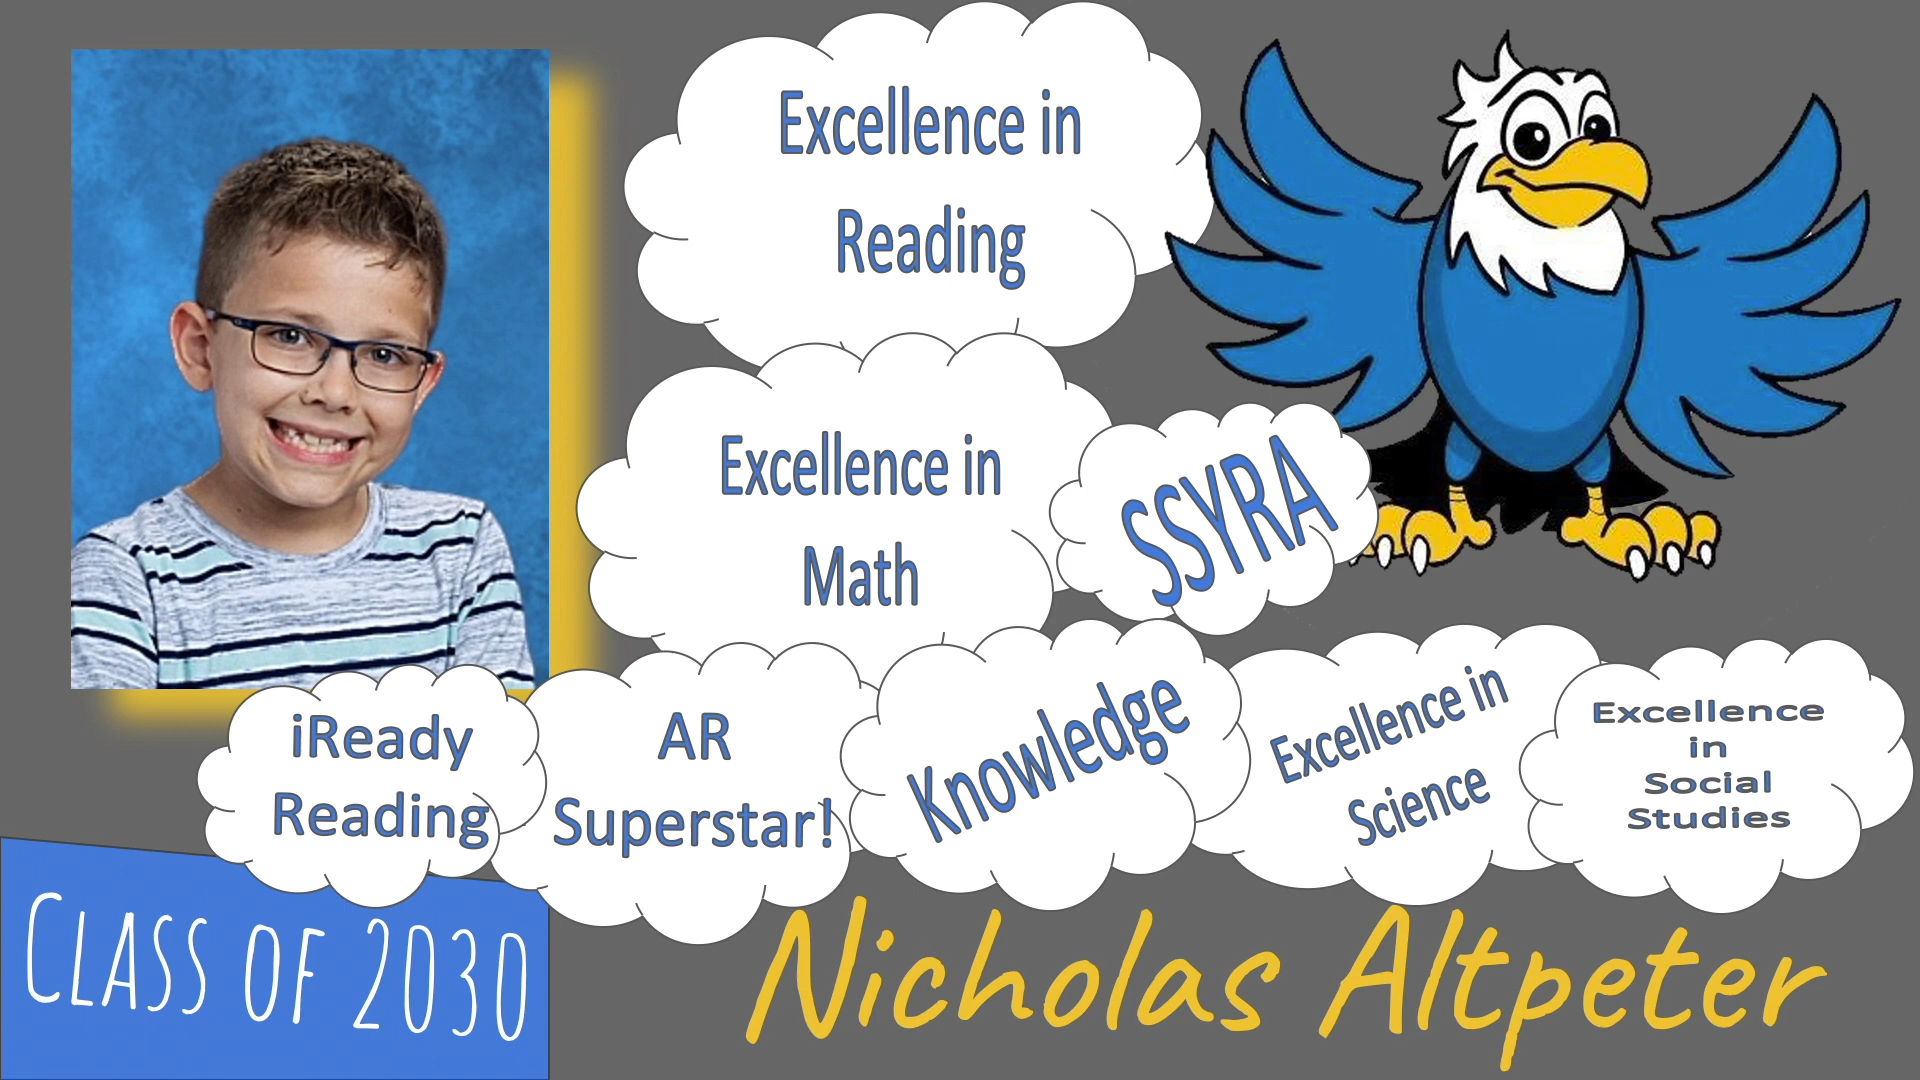 Excellence in
Reading
Excellence in
Math
SSYRA
iReady
Reading
AR
Superstar!
Knowledge
Excellence in
Science
Excellence
in
Social
Studies
Class of 2030
Nicholas Altpeter